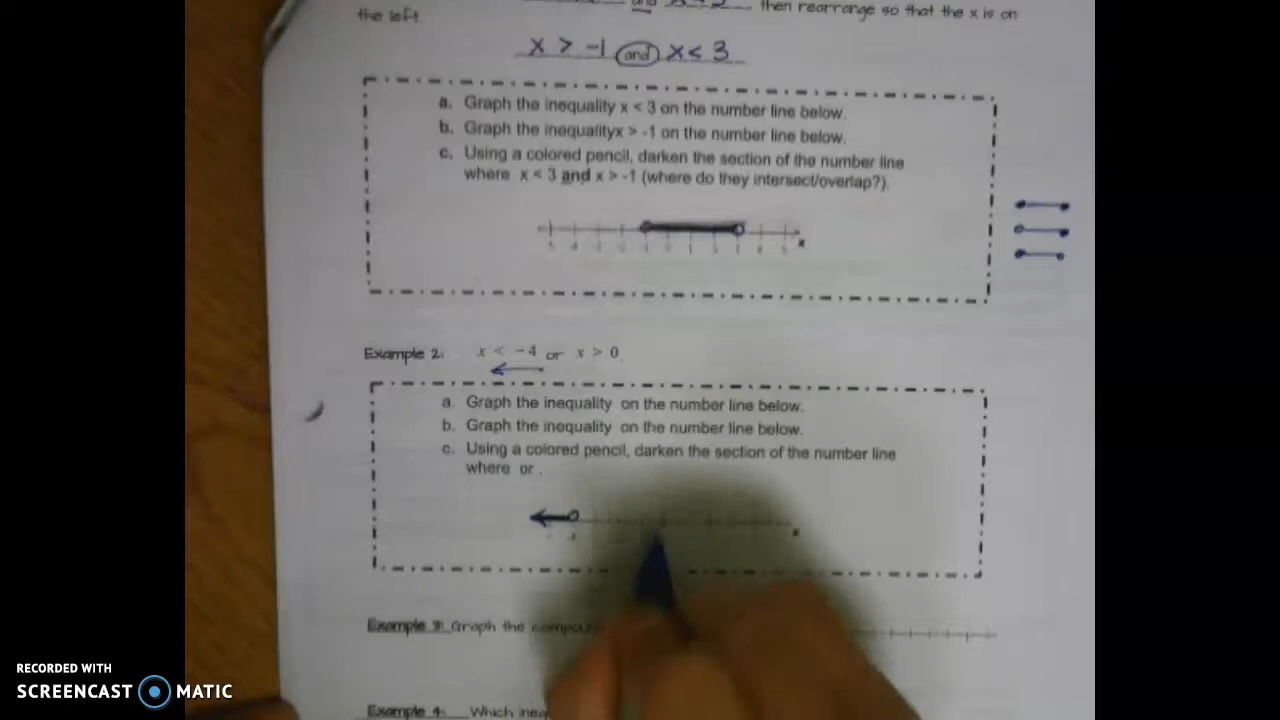 and then rearrange so that the x is on
the left
x > -1 and x < 3
a. Graph the inequality x < 3 on the number line below.
b. Graph the inequalityx > -1 on the number line below.
c. Using a colored pencil, darken the section of the number line
where x < 3 and x > -1 (where do they intersect/overlap?).
x
Example 2: x < -4 or x > 0
a. Graph the inequality on the number line below.
b. Graph the inequality on the number line below.
c. Using a colored pencil, darken the section of the number line
where or .
Example 3: Graph the
Example 4: Which
RECORDED WITH
SCREENCAST MATIC